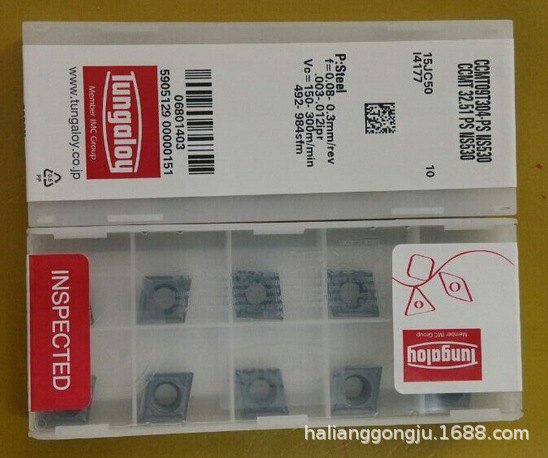 CCMT09T304-PS NS530
CCMT 32.51 PS NS530
15JC50
I4177
10
P:Steel
f=0.08- 0.3mm/rev
.003-.012ipr
Vc=150- 300m/min
492- 984sfm
06801403
5905129 00000151
Tungaloy
Member IMC Group
www.tungaloy.co.jp
PP
INSPECTED
Tungaloy
Member IMC Group
halianggongju.1688.com